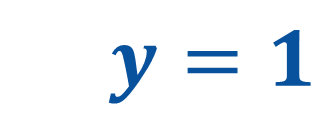 y = 1